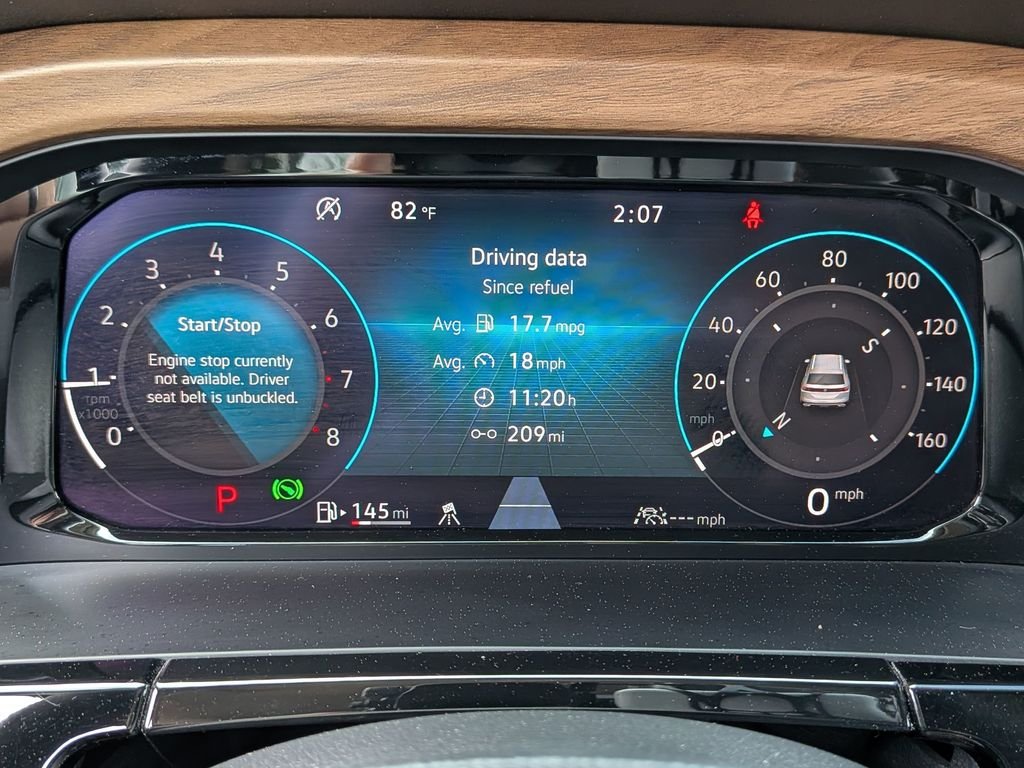 82 °F
2:07
Driving data
Since refuel
Avg. 17.7 mpg
Avg. 18 mph
11:20 h
209 mi
Start/Stop
Engine stop currently
not available. Driver
seat belt is unbuckled.
0
1
2
3
4
5
6
7
8
rpm
x1000
P
145 mi
--- mph
0
20
40
60
80
100
120
140
160
mph
N
S
0 mph